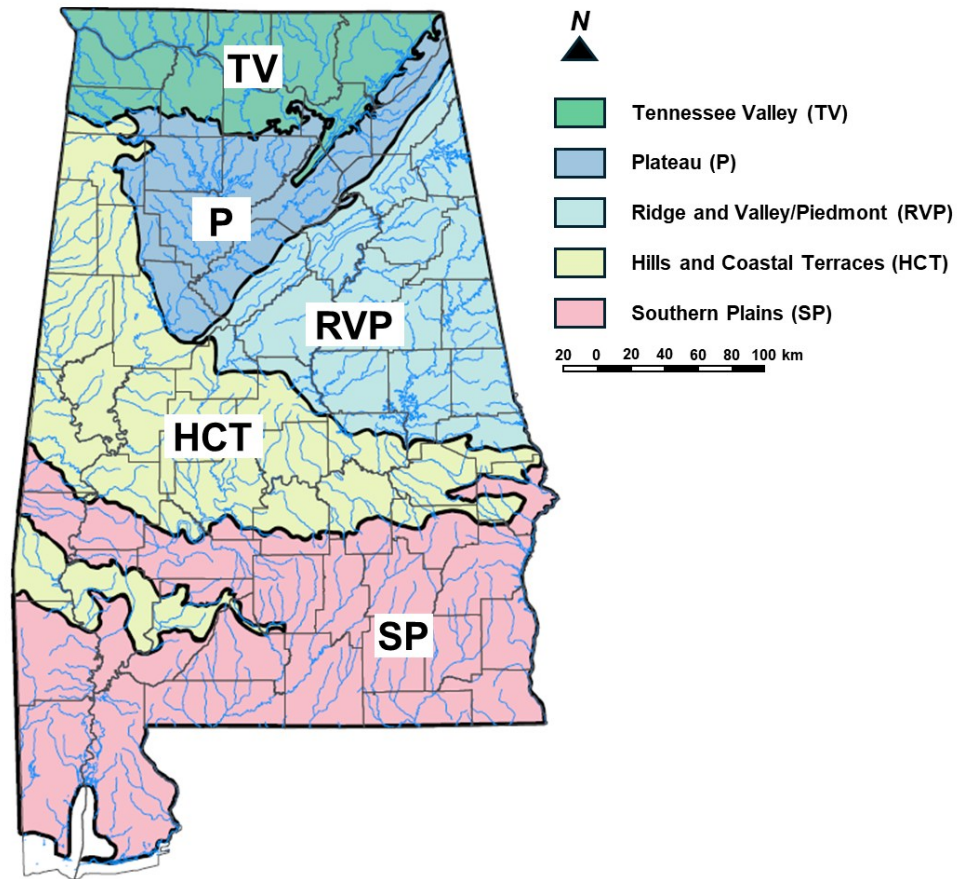 N
TV
Tennessee Valley (TV)
Plateau (P)
P
Ridge and Valley/Piedmont (RVP)
Hills and Coastal Terraces (HCT)
RVP
Southern Plains (SP)
20 0 20 40 60 80 100 km
HCT
SP